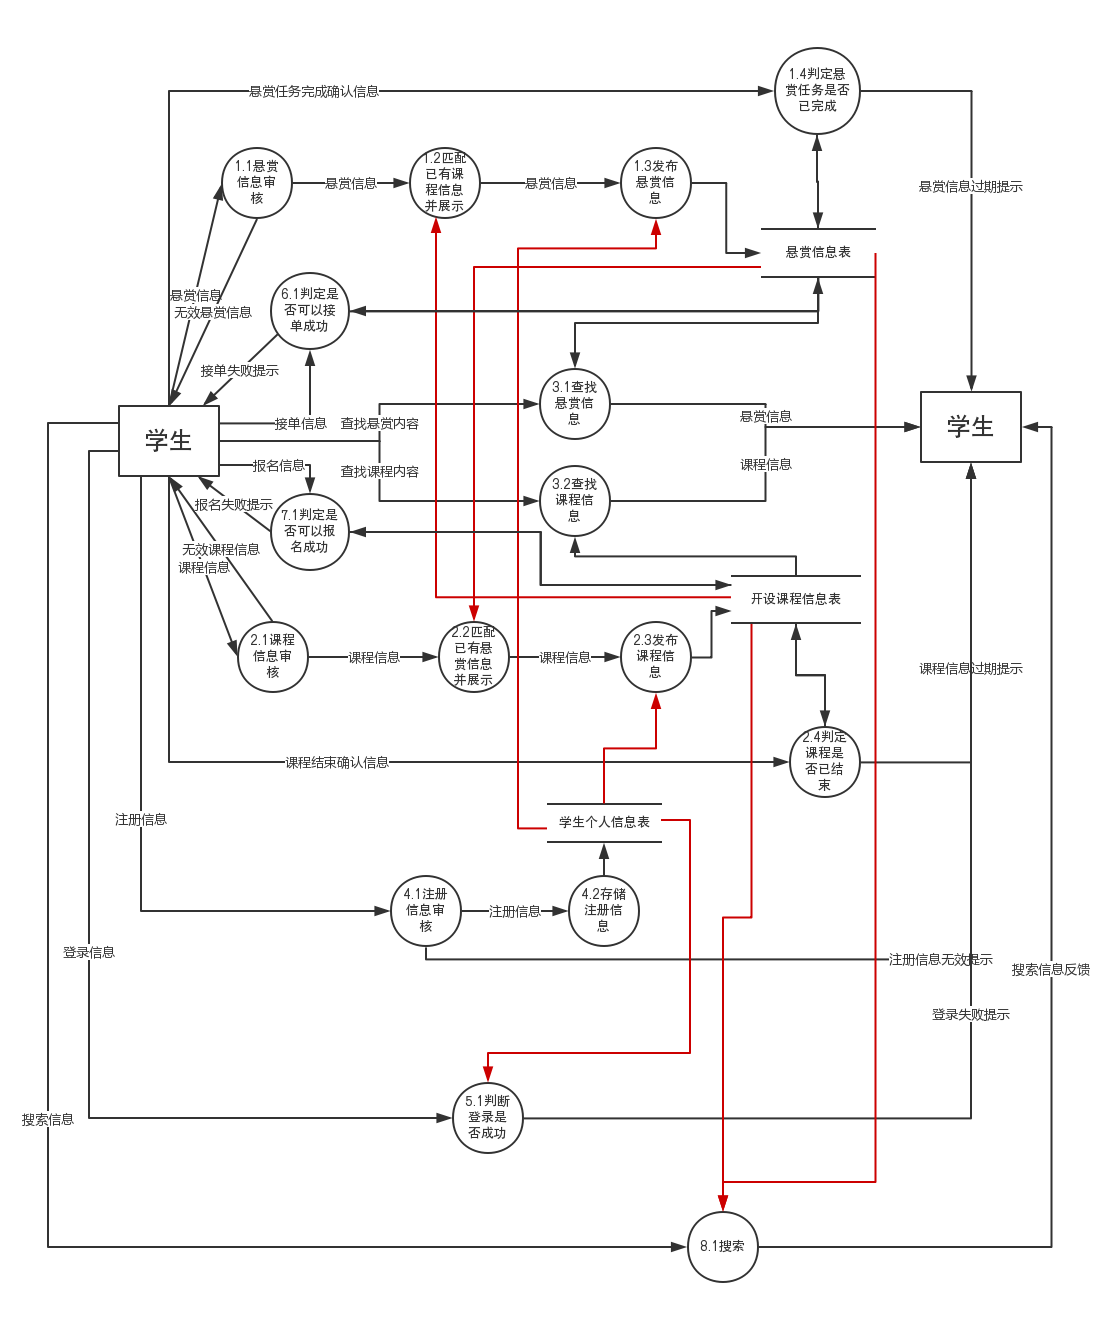 1.4判定悬
赏任务是否
已完成
悬赏任务完成确认信息
1.1悬赏
信息审
核
悬赏信息
1.2匹配
已有课
程信息
并展示
悬赏信息
1.3发布
悬赏信
息
悬赏信息过期提示
悬赏信息表
悬赏信息
无效悬赏信息
6.1判定是
否可以接
单成功
接单失败提示
3.1查找
悬赏信
息
悬赏信息
学生
接单信息
查找悬赏内容
学生
报名信息
查找课程内容
课程信息
3.2查找
课程信
息
报名失败提示
7.1判定是
否可以报
名成功
无效课程信息
课程信息
开设课程信息表
2.1课程
信息审
核
课程信息
2.2匹配
已有悬
赏信息
并展示
课程信息
2.3发布
课程信
息
课程信息过期提示
2.4判定
课程是
否已结
束
课程结束确认信息
注册信息
学生个人信息表
4.1注册
信息审
核
注册信息
4.2存储
注册信
息
登录信息
注册信息无效提示
搜索信息反馈
登录失败提示
5.1判断
登录是
否成功
搜索信息
8.1搜索